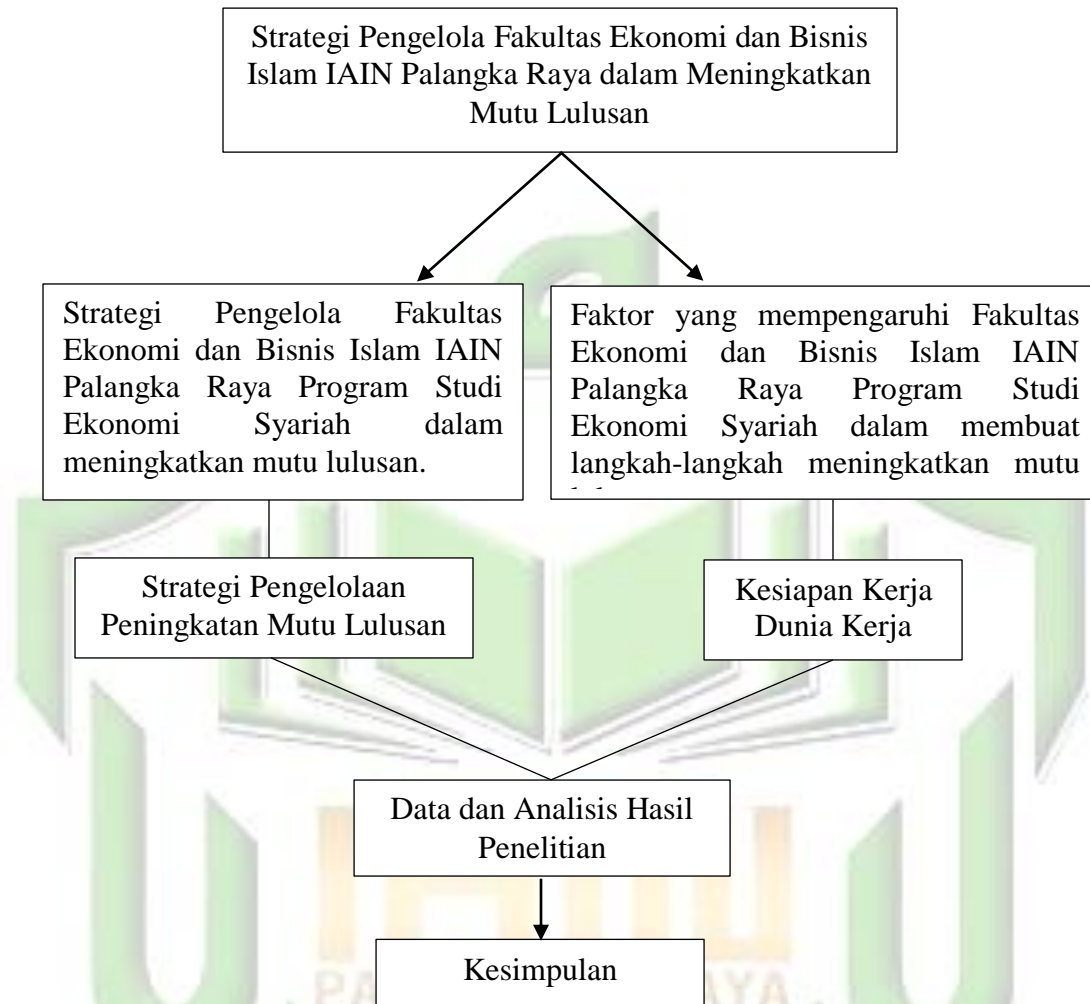 Strategi Pengelola Fakultas Ekonomi dan Bisnis
Islam IAIN Palangka Raya dalam Meningkatkan
Mutu Lulusan
Strategi Pengelola Fakultas
Ekonomi dan Bisnis Islam IAIN
Palangka Raya Program Studi
Ekonomi Syariah dalam
meningkatkan mutu lulusan.
Faktor yang mempengaruhi Fakultas
Ekonomi dan Bisnis Islam IAIN
Palangka Raya Program Studi
Ekonomi Syariah dalam membuat
langkah-langkah meningkatkan mutu
Strategi Pengelolaan
Peningkatan Mutu Lulusan
Kesiapan Kerja
Dunia Kerja
Data dan Analisis Hasil
Penelitian
Kesimpulan